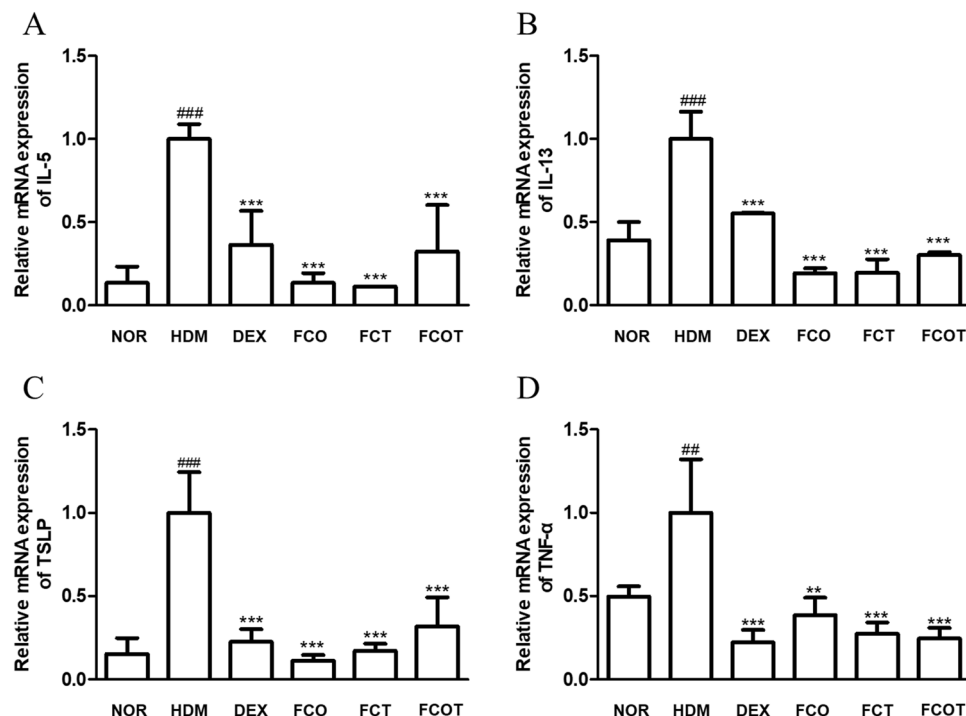 A
Relative mRNA expression
of IL-5
1.5
1.0
0.5
0.0
###
***
***
***
***
NOR HDM DEX FCO FCT FCOT
B
Relative mRNA expression
of IL-13
1.5
1.0
0.5
0.0
###
***
***
***
***
NOR HDM DEX FCO FCT FCOT
C
Relative mRNA expression
of TSLP
1.5
1.0
0.5
0.0
###
***
***
***
***
NOR HDM DEX FCO FCT FCOT
D
Relative mRNA expression
of TNF-α
1.5
1.0
0.5
0.0
##
***
**
***
***
NOR HDM DEX FCO FCT FCOT